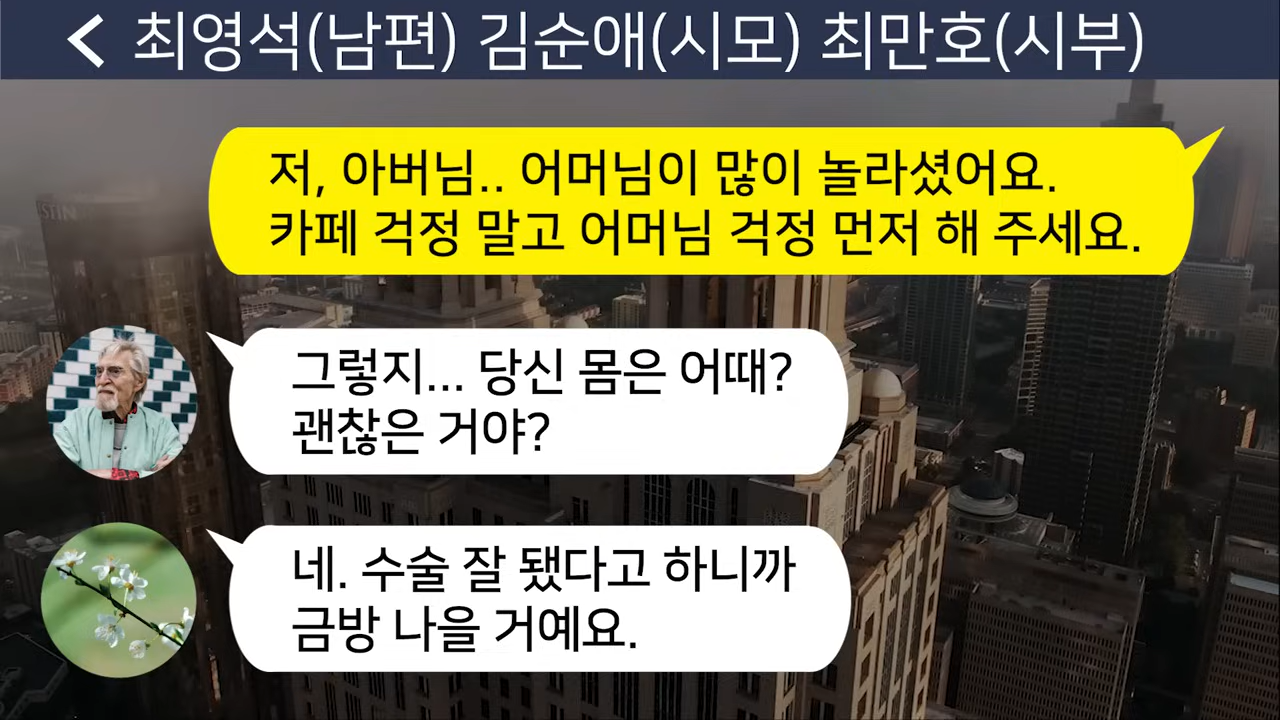 최영석(남편) 김순애(시모) 최만호(시부)
저, 아버님.. 어머님이 많이 놀라셨어요.
카페 걱정 말고 어머님 걱정 먼저 해 주세요.
그렇지... 당신 몸은 어때?
괜찮은 거야?
네. 수술 잘 됐다고 하니까
금방 나을 거예요.